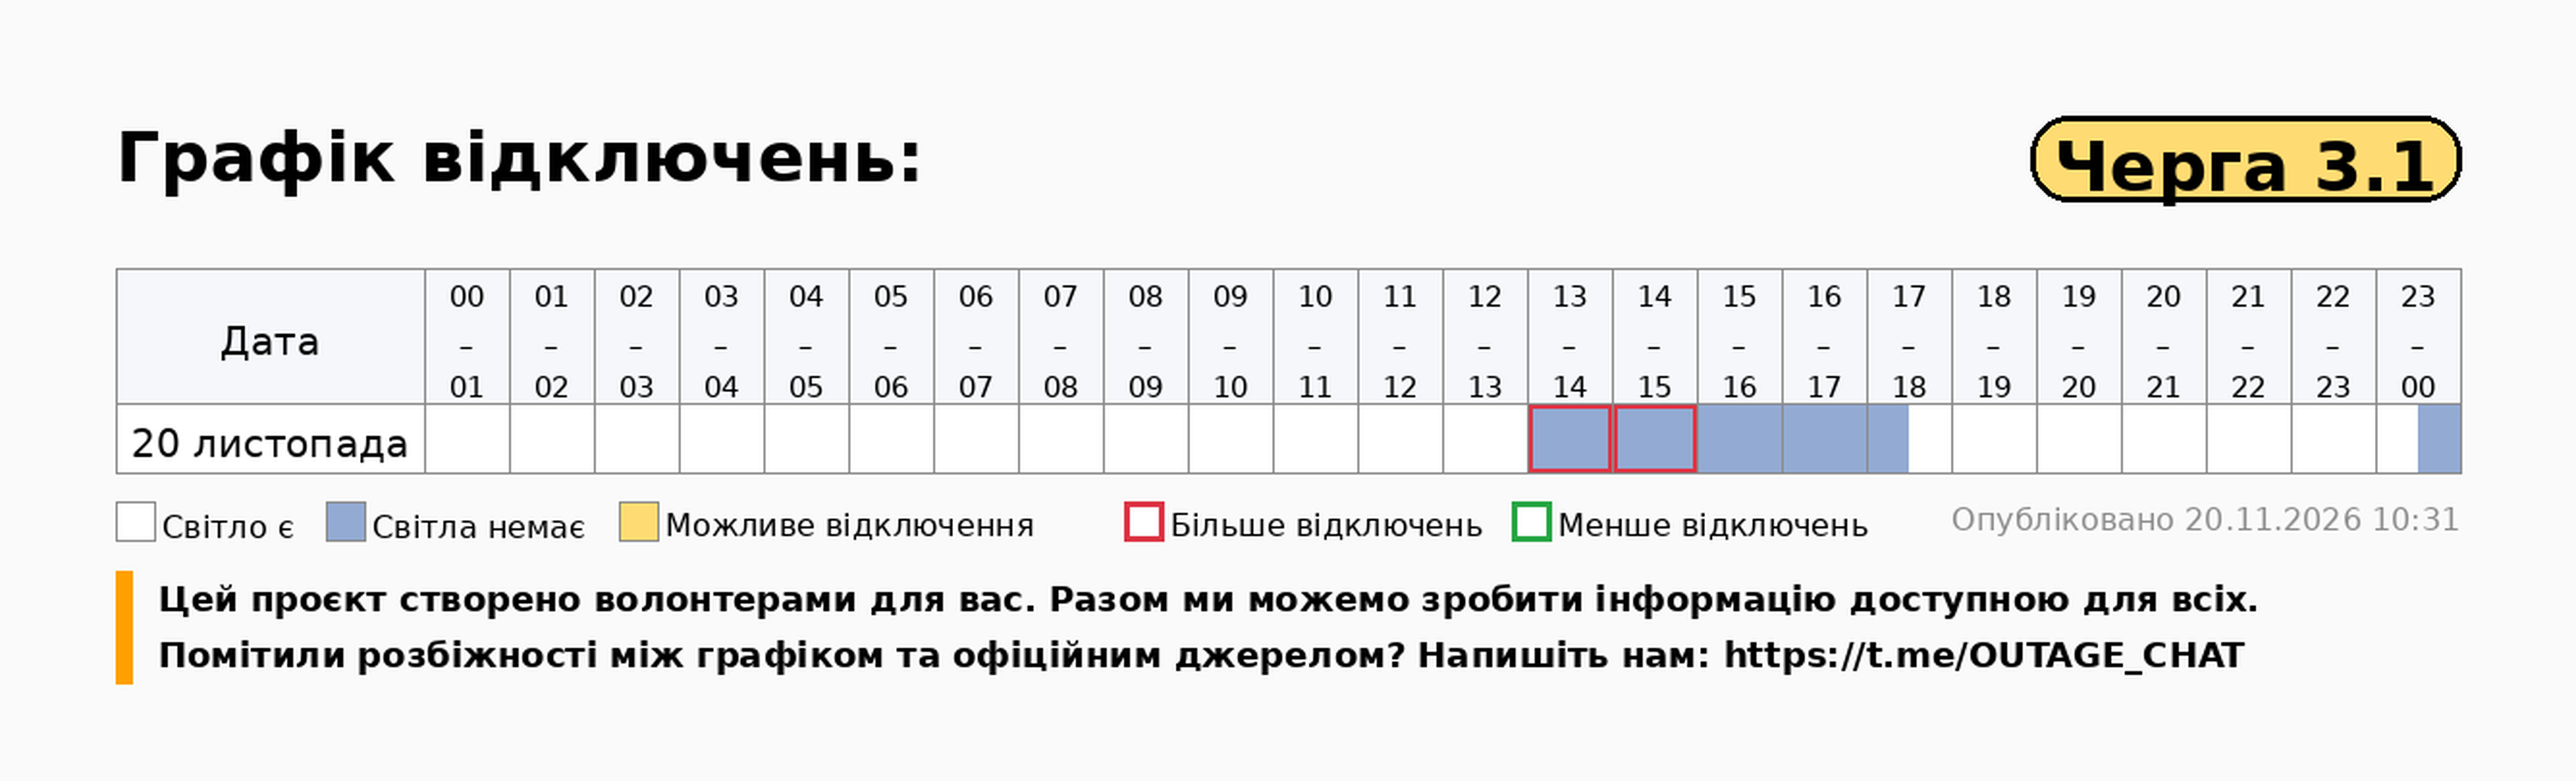 Графік відключень:
Черга 3.1
Дата
00 – 01
01 – 02
02 – 03
03 – 04
04 – 05
05 – 06
06 – 07
07 – 08
08 – 09
09 – 10
10 – 11
11 – 12
12 – 13
13 – 14
14 – 15
15 – 16
16 – 17
17 – 18
18 – 19
19 – 20
20 – 21
21 – 22
22 – 23
23 – 00
20 листопада
Світло є
Світла немає
Можливе відключення
Більше відключень
Менше відключень
Опубліковано 20.11.2026 10:31
Цей проєкт створено волонтерами для вас. Разом ми можемо зробити інформацію доступною для всіх.
Помітили розбіжності між графіком та офіційним джерелом? Напишіть нам: https://t.me/OUTAGE_CHAT